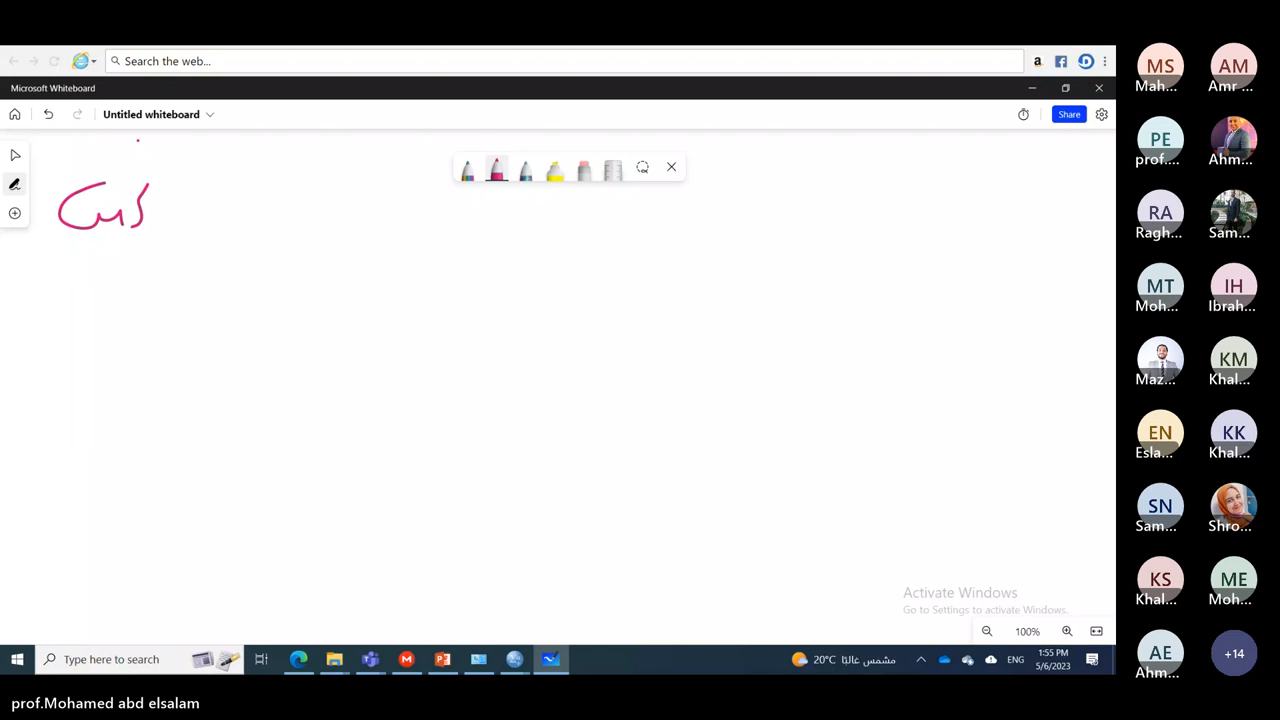 Search the web...
Microsoft Whiteboard
Untitled whiteboard
Share
Cus
MS
Mah...
AM
Amr ...
PE
prof....
Ahm...
RA
Ragh...
Sam...
MT
Moh...
IH
Ibrah...
Maz...
KM
Khal...
EN
Esla...
KK
Khal...
SN
Sam...
Shro...
KS
Khal...
ME
Moh...
AE
Ahm...
+14
Activate Windows
Go to Settings to activate Windows.
100%
Type here to search
20°C مشمس غالبًا
ENG
1:55 PM
5/6/2023
prof.Mohamed abd elsalam